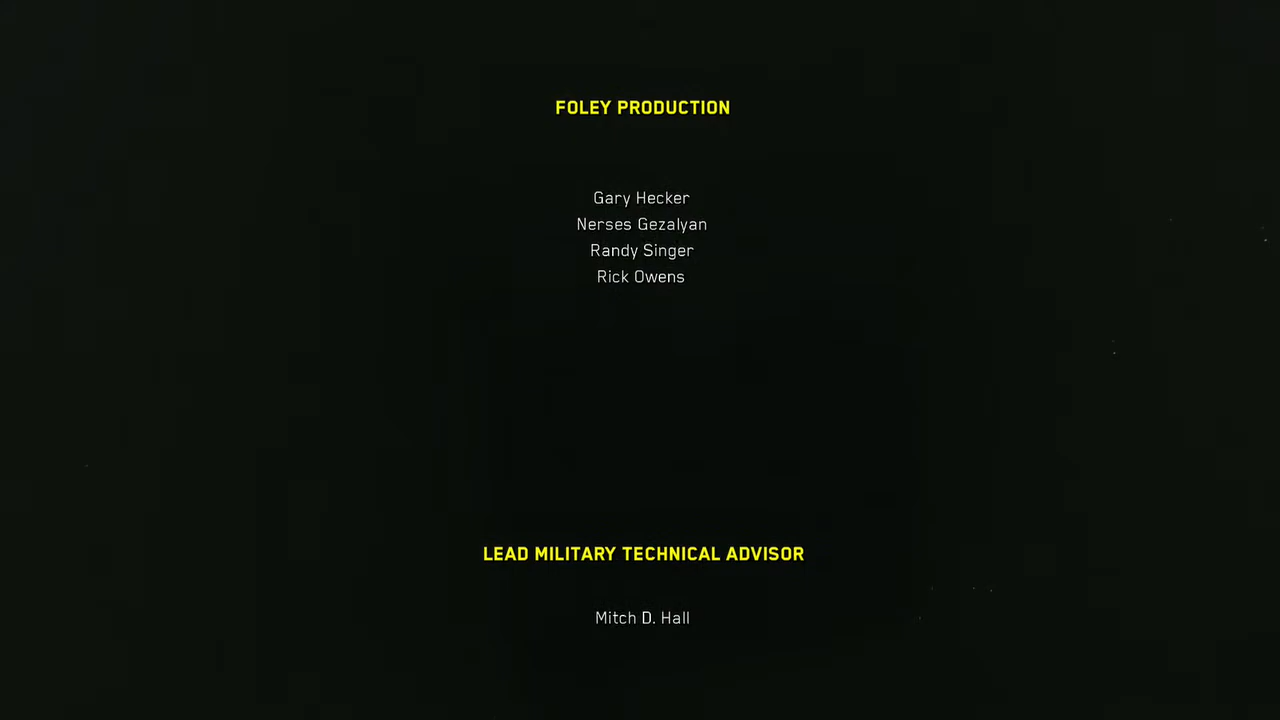 FOLEY PRODUCTION
Gary Hecker
Nerses Gezalyan
Randy Singer
Rick Owens
LEAD MILITARY TECHNICAL ADVISOR
Mitch D. Hall